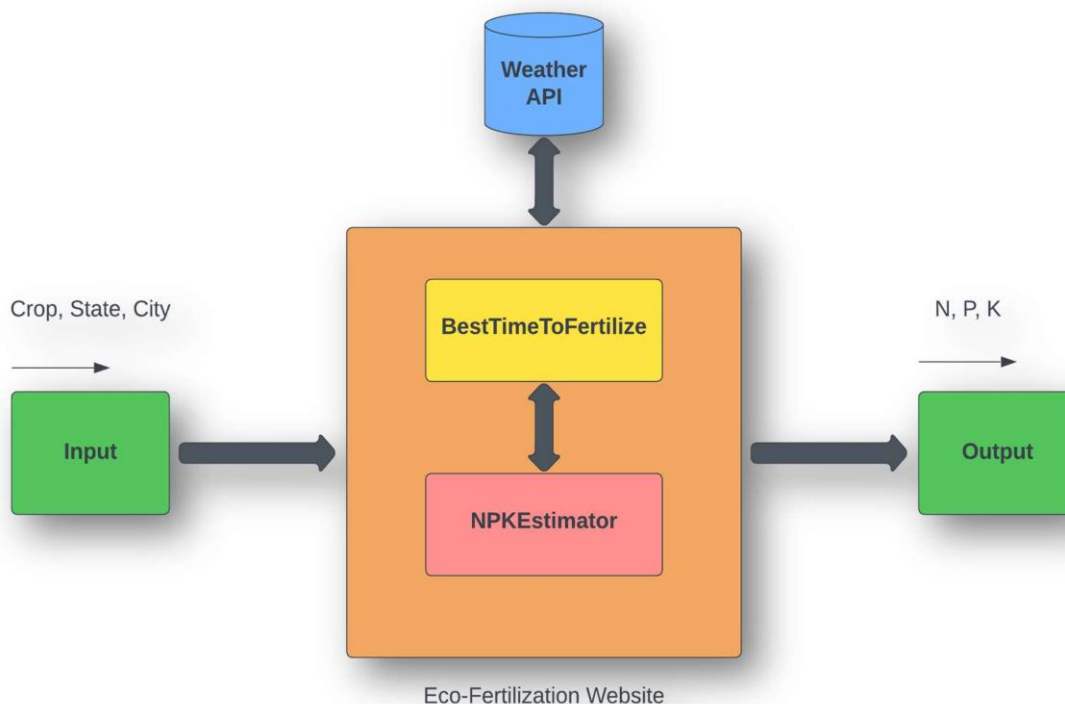 Weather
API
Crop, State, City
N, P, K
BestTimeToFertilize
Input
Output
NPKEstimator
Eco-Fertilization Website